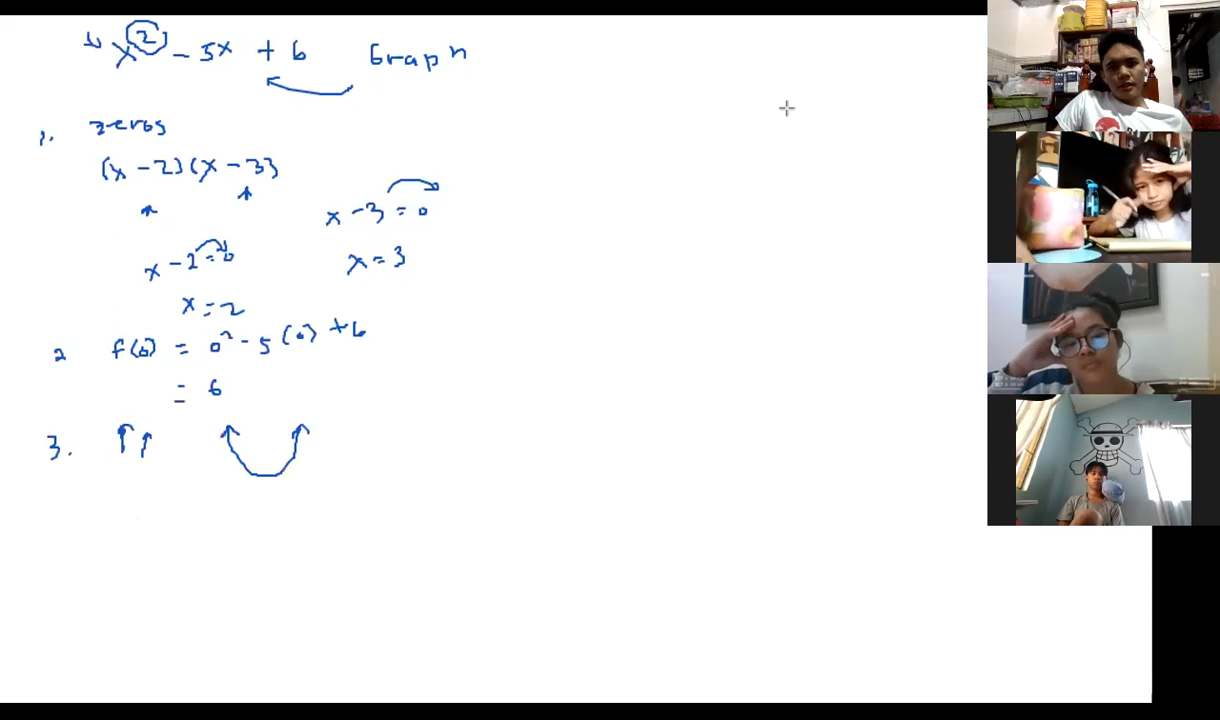 x² - 5x + 6 Graph
1. zeros
(x - 2)(x - 3)
x - 3 = 0
x - 2 = 0
x = 3
x = 2
2 f(0) = 0² - 5(0) + 6
= 6
3. ↑↑